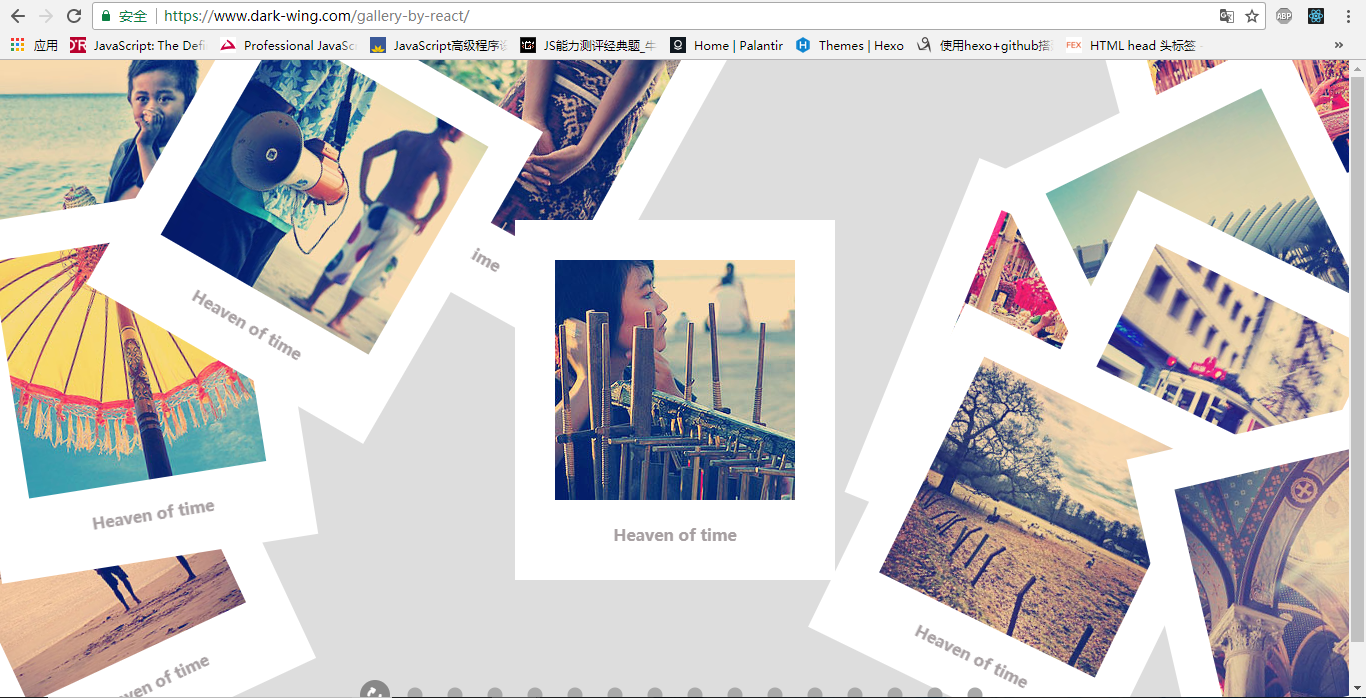 安全 https://www.dark-wing.com/gallery-by-react/
ABP
应用 JavaScript: The Defi Professional JavaSc JavaScript高级程序 JS能力测评经典题_牛 Home | Palantir Themes | Hexo 使用hexo+github搭 FEX HTML head 头标签 »
ime
Heaven of time
Heaven of time
Heaven of time
Heaven of time
ven of time